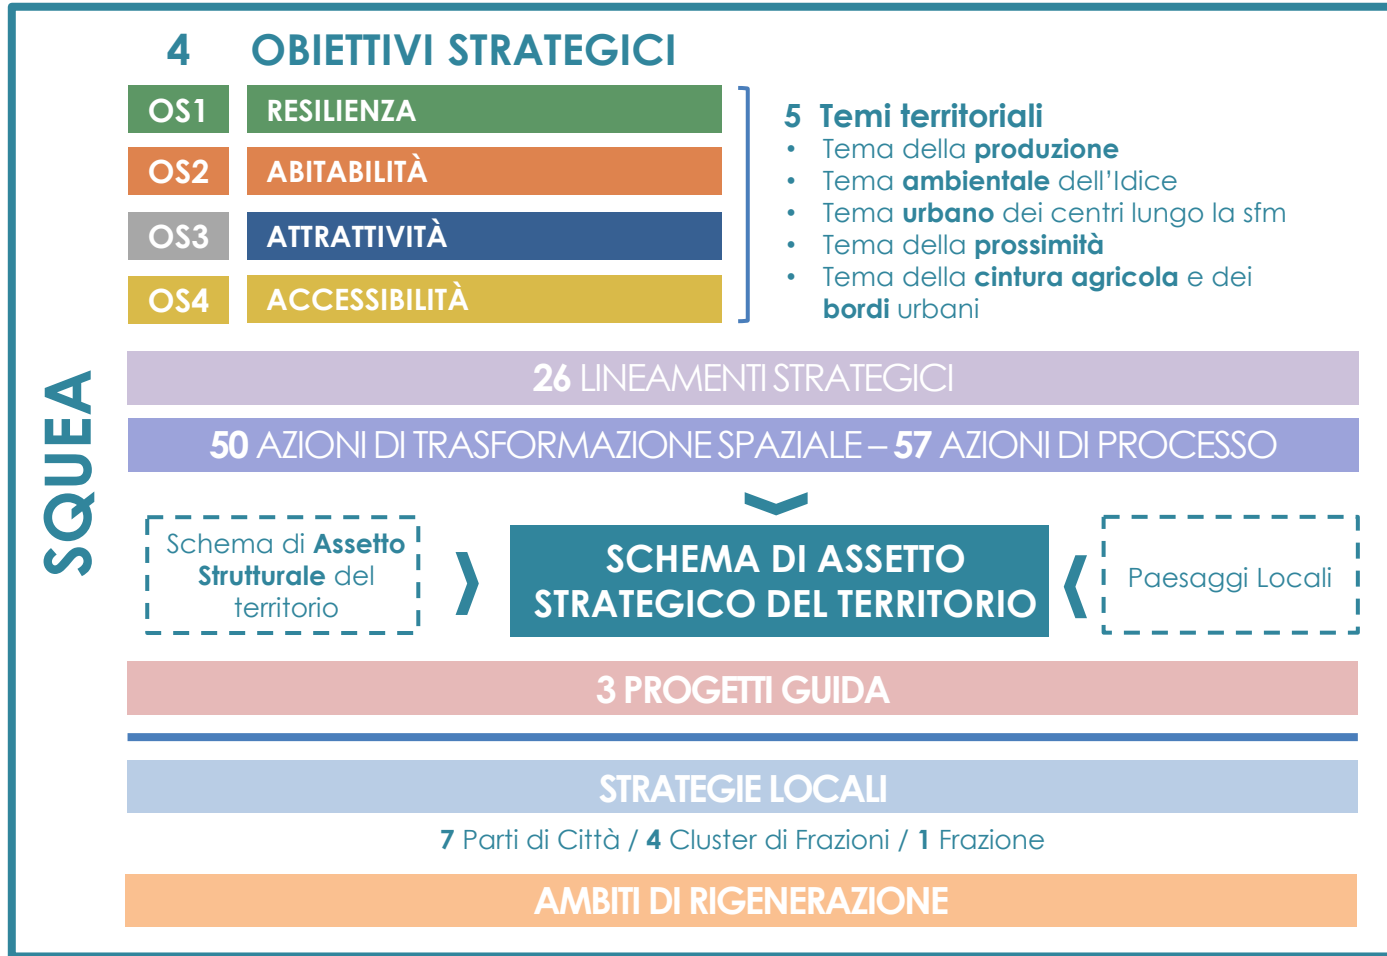 SQUEA
4 OBIETTIVI STRATEGICI
OS1 RESILIENZA
OS2 ABITABILITÀ
OS3 ATTRATTIVITÀ
OS4 ACCESSIBILITÀ
5 Temi territoriali
• Tema della produzione
• Tema ambientale dell’Idice
• Tema urbano dei centri lungo la sfm
• Tema della prossimità
• Tema della cintura agricola e dei
bordi urbani
26 LINEAMENTI STRATEGICI
50 AZIONI DI TRASFORMAZIONE SPAZIALE – 57 AZIONI DI PROCESSO
Schema di Assetto
Strutturale del
territorio
SCHEMA DI ASSETTO
STRATEGICO DEL TERRITORIO
Paesaggi Locali
3 PROGETTI GUIDA
STRATEGIE LOCALI
7 Parti di Città / 4 Cluster di Frazioni / 1 Frazione
AMBITI DI RIGENERAZIONE